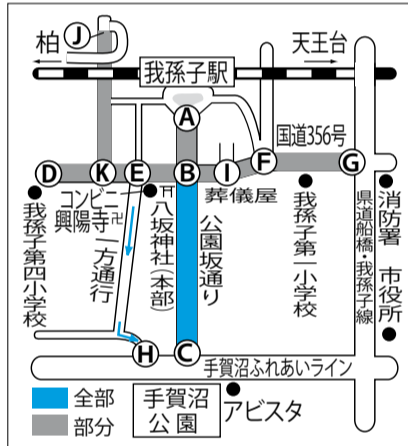 J
柏
我孫子駅
天王台
A
国道356号
D
K
E
B
I
F
G
コンビニ
興陽寺卍
一方通行
八坂神社(本部)
公園坂通り
葬儀屋
我孫子第四小学校
我孫子第一小学校
県道船橋・我孫子線
消防署
市役所
H
C
手賀沼ふれあいライン
全部
部分
手賀沼
公園
アビスタ